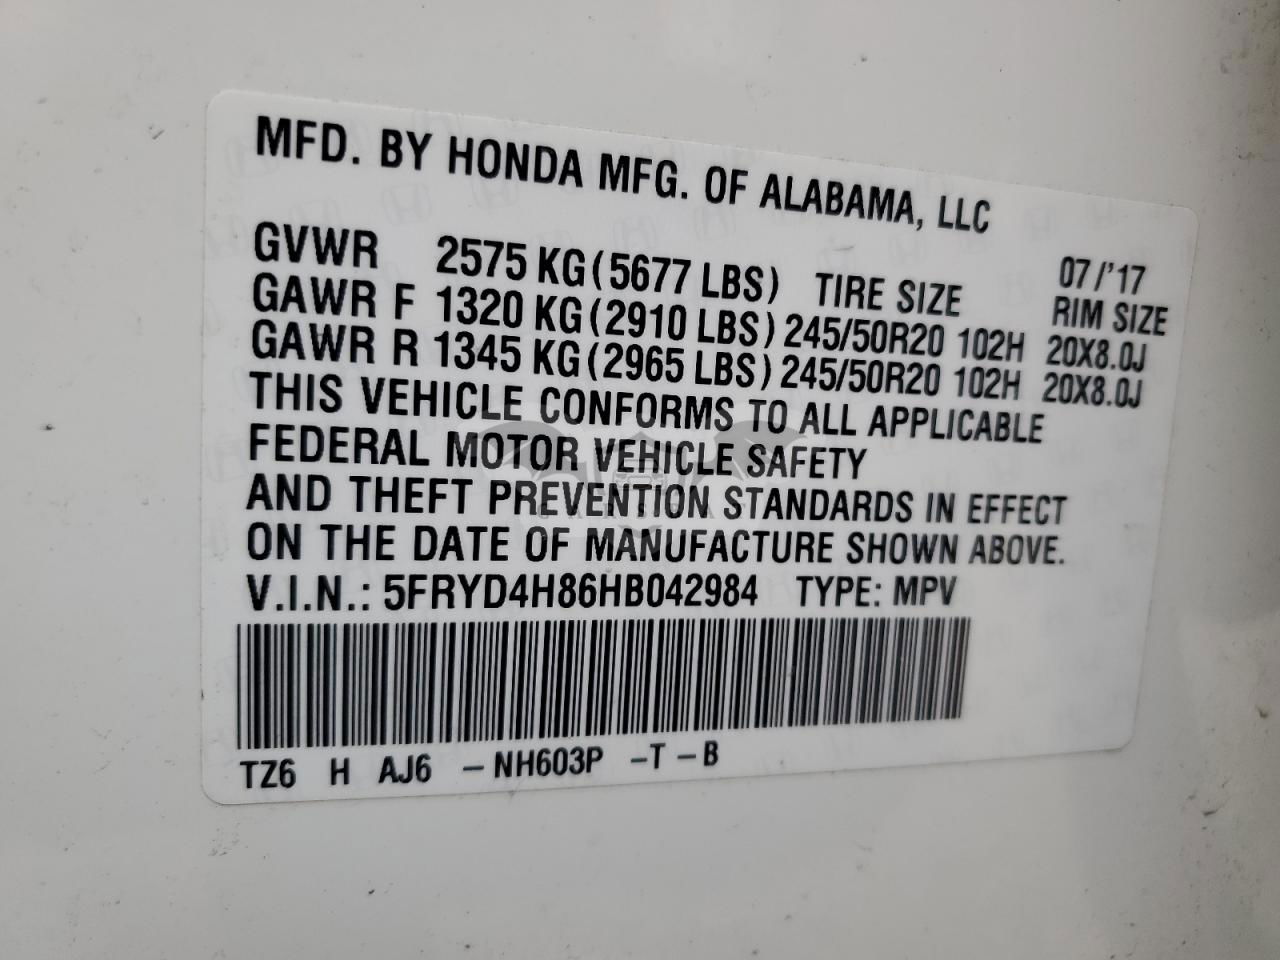 MFD. BY HONDA MFG. OF ALABAMA, LLC
07/'17
GVWR 2575 KG (5677 LBS) TIRE SIZE RIM SIZE
GAWR F 1320 KG (2910 LBS) 245/50R20 102H 20X8.0J
GAWR R 1345 KG (2965 LBS) 245/50R20 102H 20X8.0J
THIS VEHICLE CONFORMS TO ALL APPLICABLE
FEDERAL MOTOR VEHICLE SAFETY
AND THEFT PREVENTION STANDARDS IN EFFECT
ON THE DATE OF MANUFACTURE SHOWN ABOVE.
V.I.N.: 5FRYD4H86HB042984 TYPE: MPV
TZ6 H AJ6 - NH603P - T - B